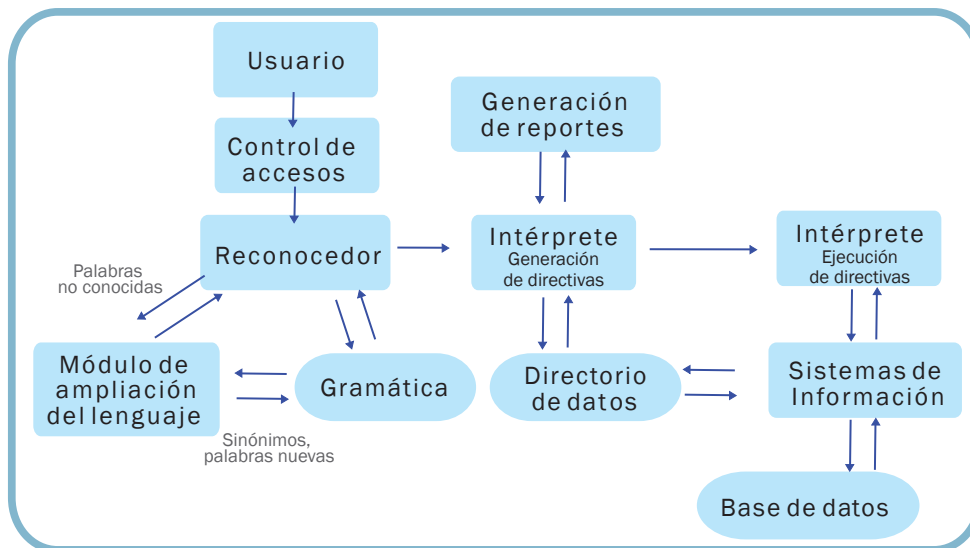 Usuario
Generación
de reportes
Control de
accesos
Reconocedor
Intérprete
Generación
de directivas
Intérprete
Ejecución
de directivas
Palabras
no conocidas
Módulo de
ampliación
del lenguaje
Gramática
Directorio
de datos
Sistemas de
Información
Sinónimos,
palabras nuevas
Base de datos